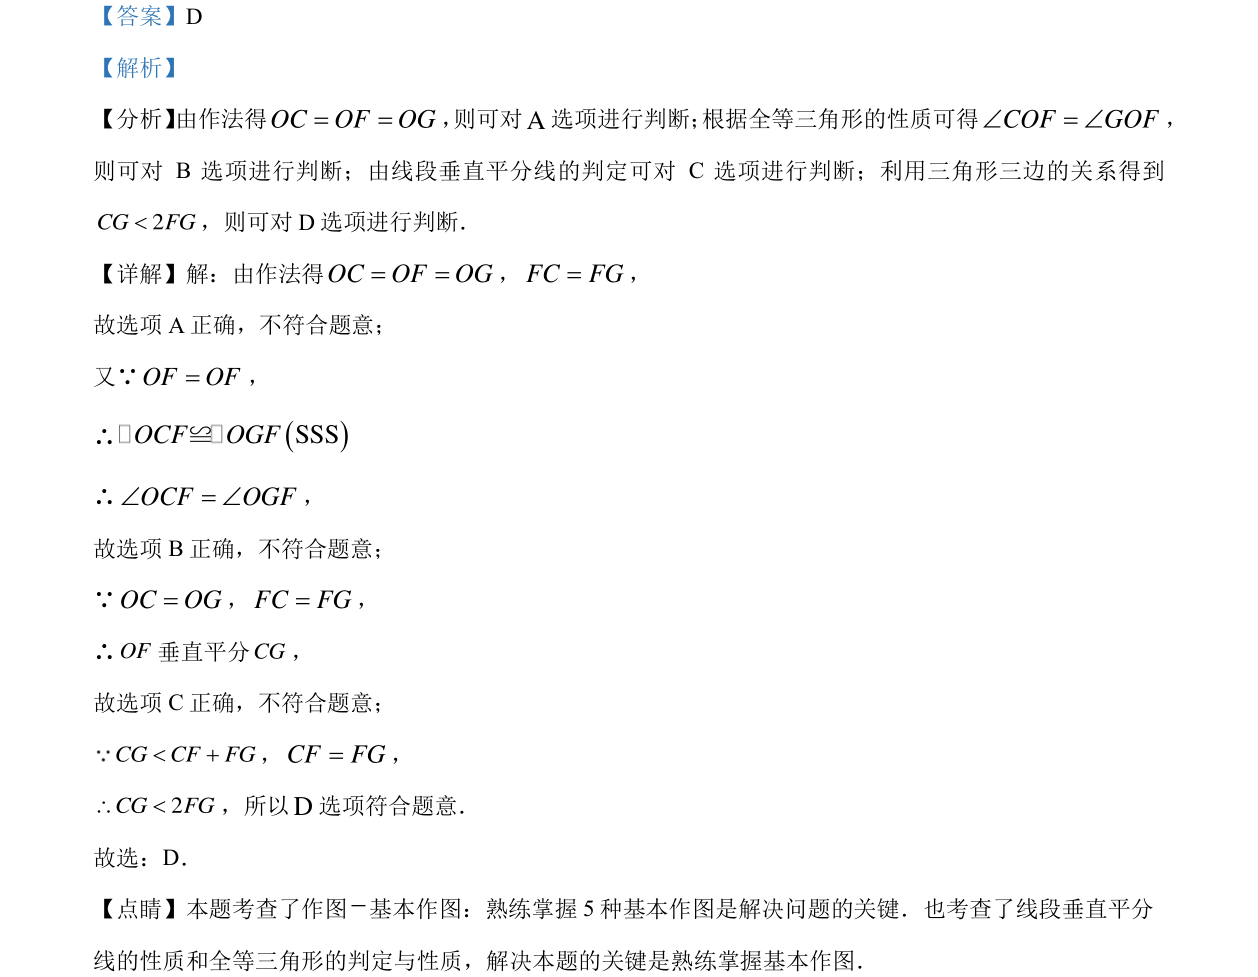 【答案】D
【解析】
【分析】由作法得OC = OF = OG，则可对A 选项进行判断；根据全等三角形的性质可得∠COF = ∠GOF，
则可对 B 选项进行判断；由线段垂直平分线的判定可对 C 选项进行判断；利用三角形三边的关系得到
CG < 2FG，则可对 D 选项进行判断．
【详解】解：由作法得OC = OF = OG，FC = FG，
故选项 A 正确，不符合题意；
又∵OF = OF，
∴□OCF≌□OGF(SSS)
∴∠OCF = ∠OGF，
故选项 B 正确，不符合题意；
∵OC = OG，FC = FG，
∴OF 垂直平分CG，
故选项 C 正确，不符合题意；
∵CG < CF + FG，CF = FG，
∴CG < 2FG，所以 D 选项符合题意．
故选：D．
【点睛】本题考查了作图－基本作图：熟练掌握 5 种基本作图是解决问题的关键．也考查了线段垂直平分
线的性质和全等三角形的判定与性质，解决本题的关键是熟练掌握基本作图．